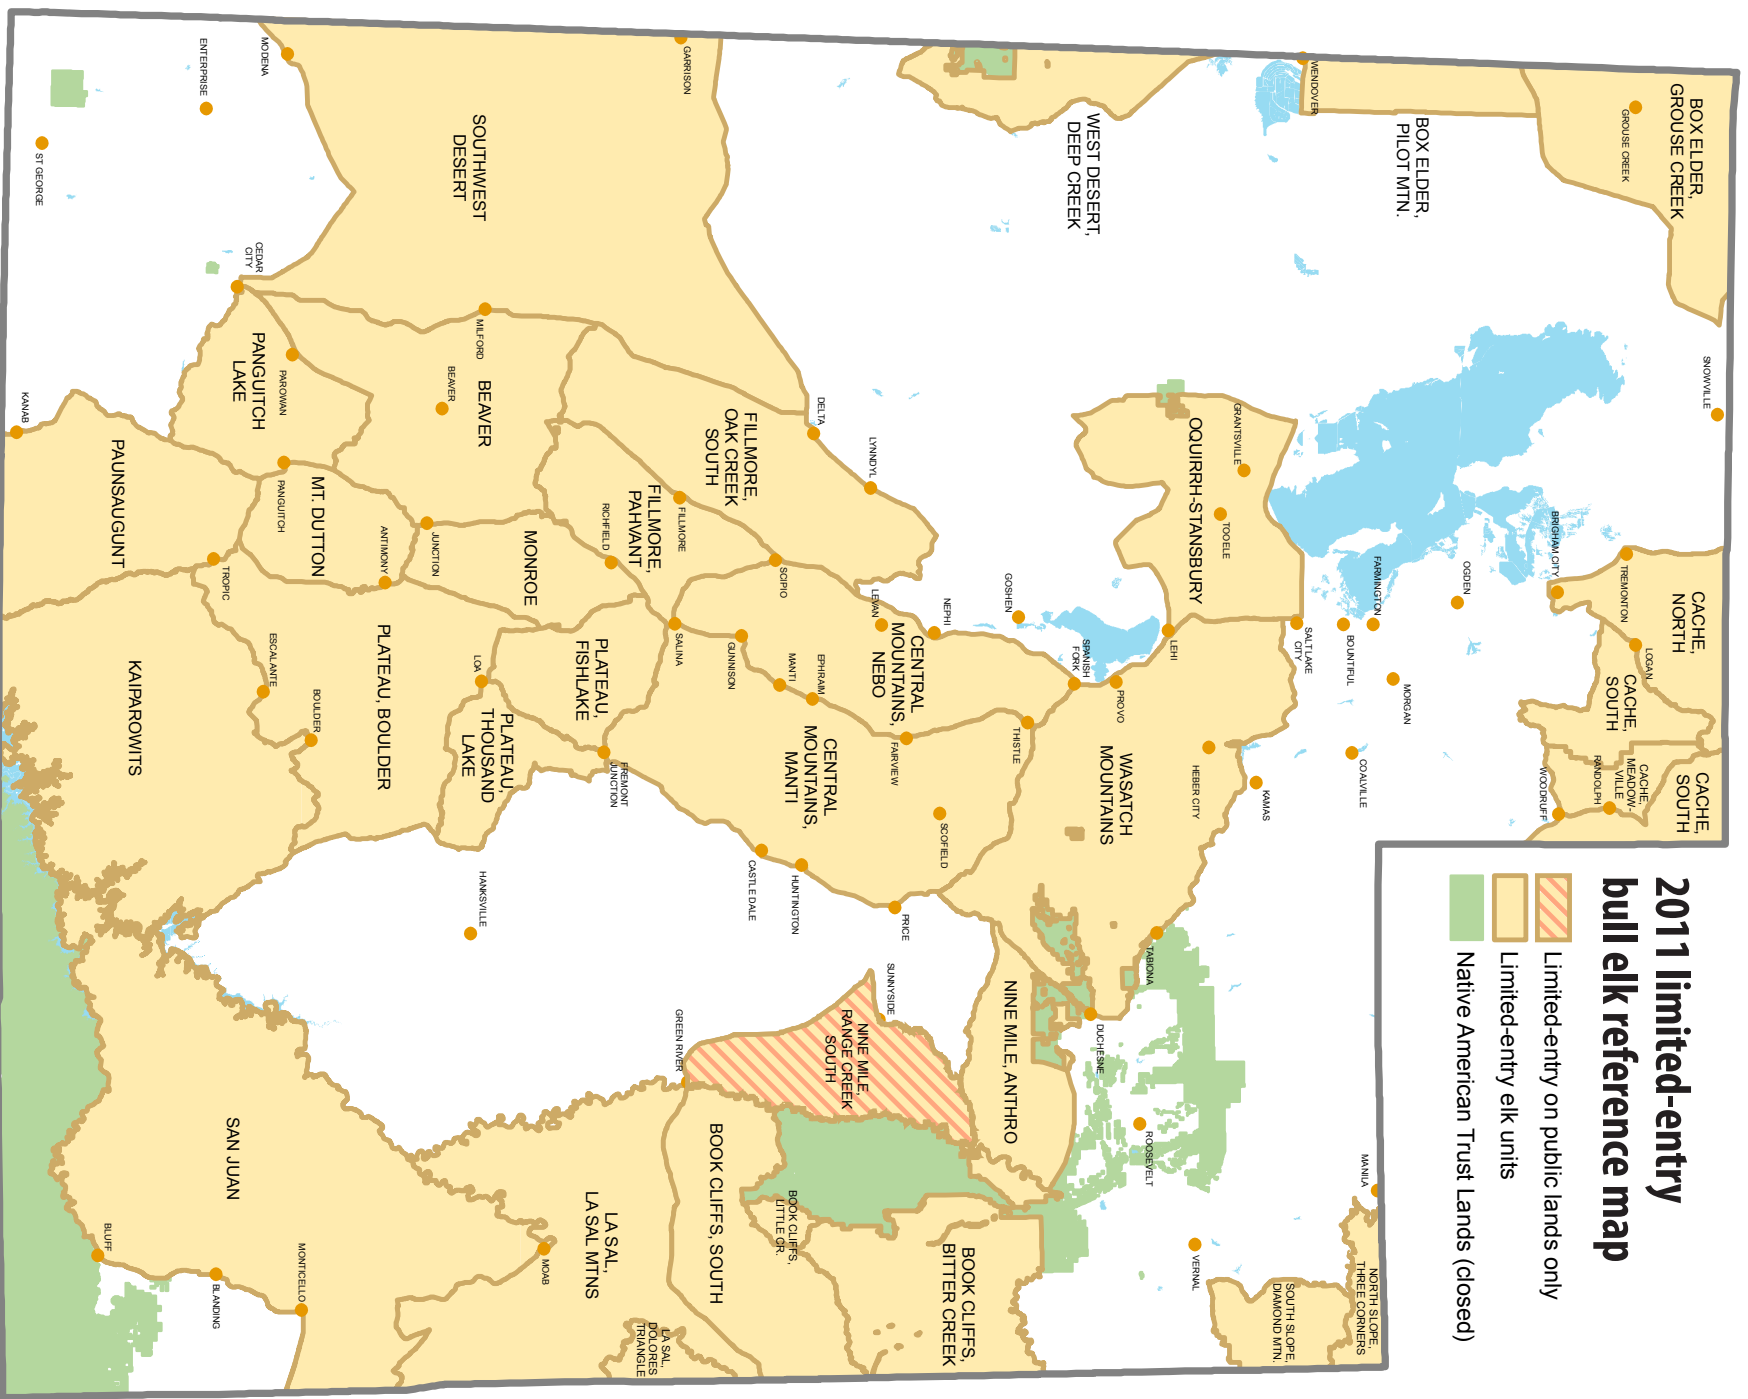 2011 limited-entry
bull elk reference map
Limited-entry on public lands only
Limited-entry elk units
Native American Trust Lands (closed)
BOX ELDER,
GROUSE CREEK
GROUSE CREEK
SNOWVILLE
BOX ELDER,
PILOT MTN.
WENDOVER
CACHE,
NORTH
TREMONTON
LOGAN
BRIGHAM CITY
CACHE,
SOUTH
CACHE,
MEADOW-
VILLE
CACHE,
SOUTH
RANDOLPH
WOODRUFF
OGDEN
MORGAN
FARMINGTON
BOUNTIFUL
COALVILLE
SALT LAKE
CITY
KAMAS
MANILA
NORTH SLOPE,
THREE CORNERS
SOUTH SLOPE,
DIAMOND MTN.
VERNAL
GRANTSVILLE
TOOELE
OQUIRRH-STANSBURY
LEHI
HEBER CITY
PROVO
WASATCH
MOUNTAINS
TABIONA
ROOSEVELT
DUCHESNE
WEST DESERT,
DEEP CREEK
SPANISH
FORK
GOSHEN
THISTLE
NINE MILE, ANTHRO
NEPHI
SCOFIELD
BOOK CLIFFS,
BITTER CREEK
CENTRAL
MOUNTAINS,
NEBO
LEVAN
LYNNDYL
FAIRVIEW
PRICE
SUNNYSIDE
NINE MILE,
RANGE CREEK
SOUTH
DELTA
EPHRAIM
MANTI
CENTRAL
MOUNTAINS,
MANTI
HUNTINGTON
BOOK CLIFFS,
LITTLE CR.
SCIPIO
FILLMORE,
OAK CREEK
SOUTH
GUNNISON
CASTLE DALE
BOOK CLIFFS, SOUTH
GARRISON
FILLMORE
SALINA
GREEN RIVER
FILLMORE,
PAHVANT
RICHFIELD
FREMONT
JUNCTION
LA SAL,
DOLORES
TRIANGLE
PLATEAU,
FISHLAKE
LA SAL,
LA SAL MTNS
MONROE
MOAB
SOUTHWEST
DESERT
MILFORD
BEAVER
BEAVER
LOA
PLATEAU,
THOUSAND
LAKE
HANKSVILLE
JUNCTION
ANTIMONY
PLATEAU, BOULDER
MT. DUTTON
BOULDER
MONTICELLO
PAROWAN
PANGUITCH
PANGUITCH
LAKE
ESCALANTE
MODENA
CEDAR
CITY
TROPIC
SAN JUAN
BLANDING
ENTERPRISE
KAIPAROWITS
PAUNSAUGUNT
BLUFF
ST GEORGE
KANAB